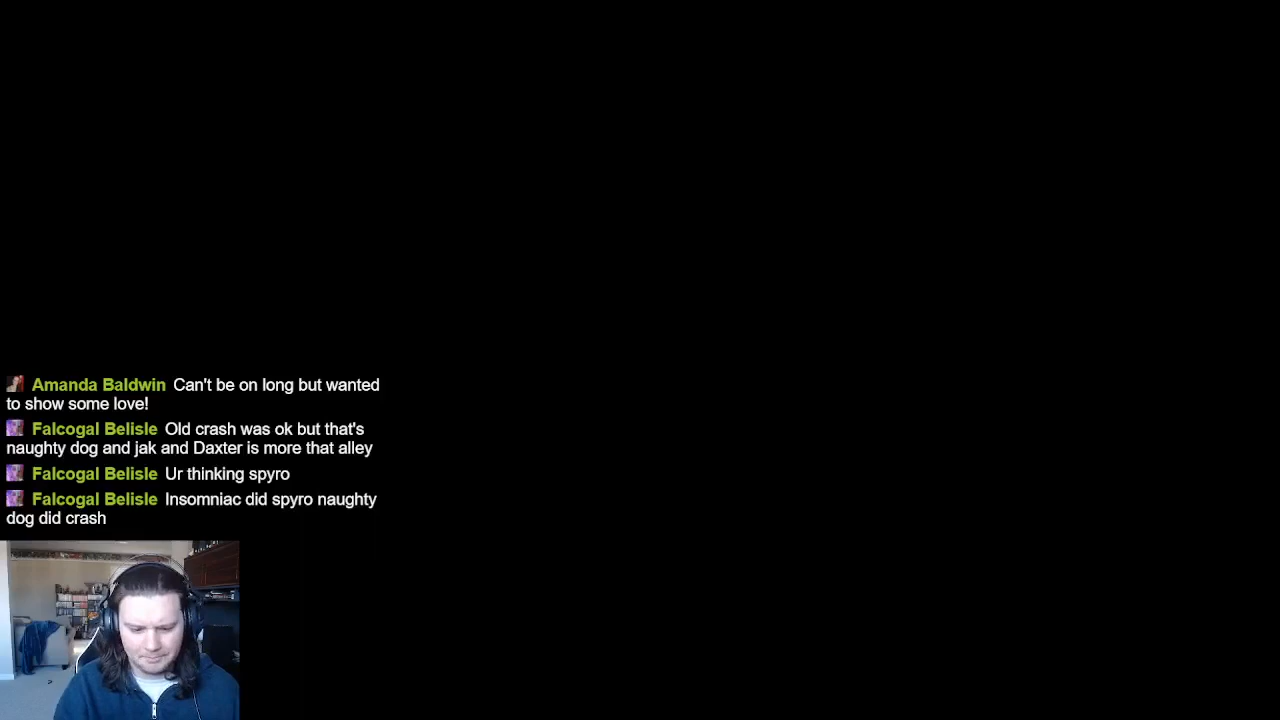 Amanda Baldwin Can't be on long but wanted
to show some love!
Falcogal Belisle Old crash was ok but that's
naughty dog and jak and Daxter is more that alley
Falcogal Belisle Ur thinking spyro
Falcogal Belisle Insomniac did spyro naughty
dog did crash